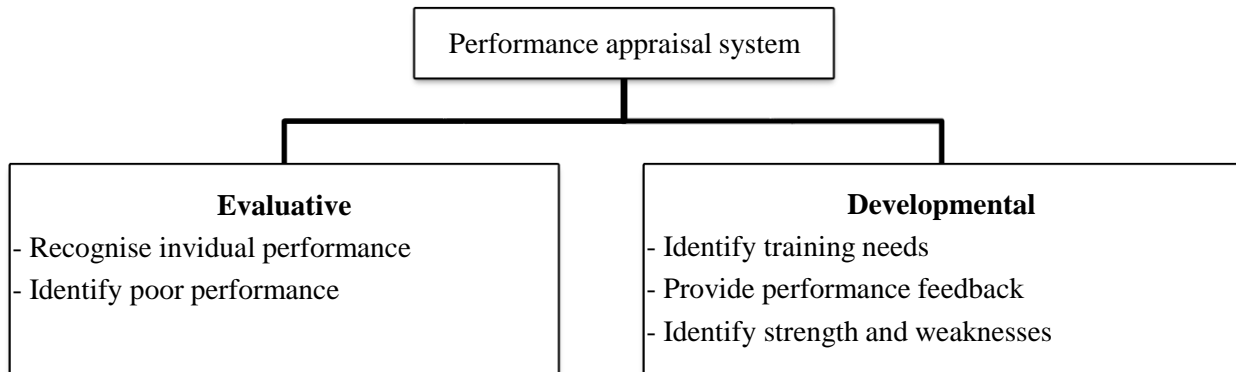 Performance appraisal system
Evaluative
- Recognise invidual performance
- Identify poor performance
Developmental
- Identify training needs
- Provide performance feedback
- Identify strength and weaknesses